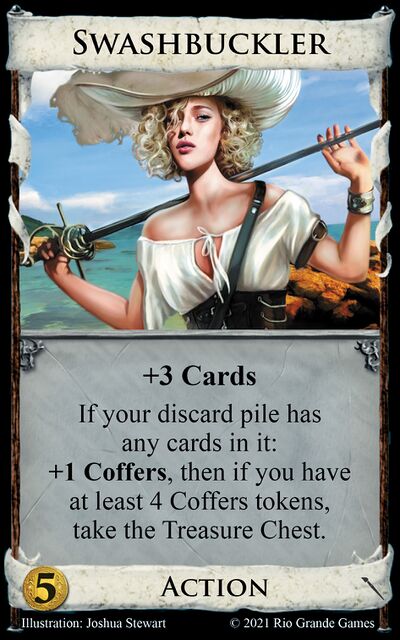 SWASHBUCKLER
+3 Cards
If your discard pile has
any cards in it:
+1 Coffers, then if you have
at least 4 Coffers tokens,
take the Treasure Chest.
5 ACTION
Illustration: Joshua Stewart © 2021 Rio Grande Games